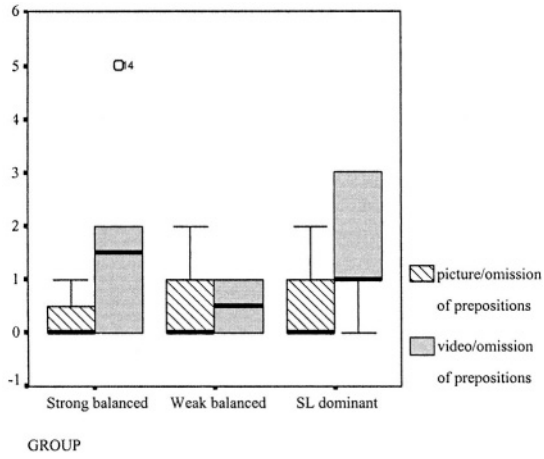 6
5
4
3
2
1
0
-1
14
Strong balanced Weak balanced SL dominant
GROUP
picture/omission
of prepositions
video/omission
of prepositions